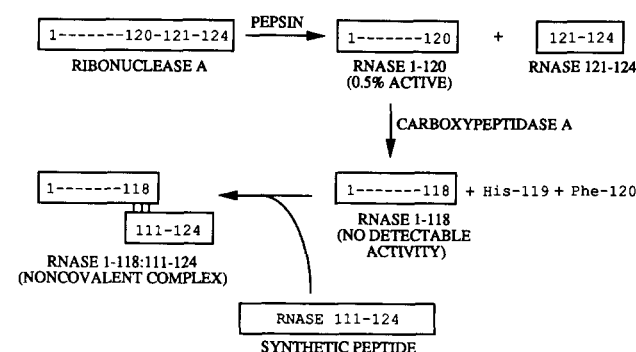 PEPSIN
1-------120-121-124
1-------120
+
121-124
RIBONUCLEASE A
RNASE 1-120
(0.5% ACTIVE)
RNASE 121-124
CARBOXYPEPTIDASE A
1-------118
1-------118
+ His-119 + Phe-120
111-124
RNASE 1-118
(NO DETECTABLE
ACTIVITY)
RNASE 1-118:111-124
(NONCOVALENT COMPLEX)
RNASE 111-124
SYNTHETIC PEPTIDE